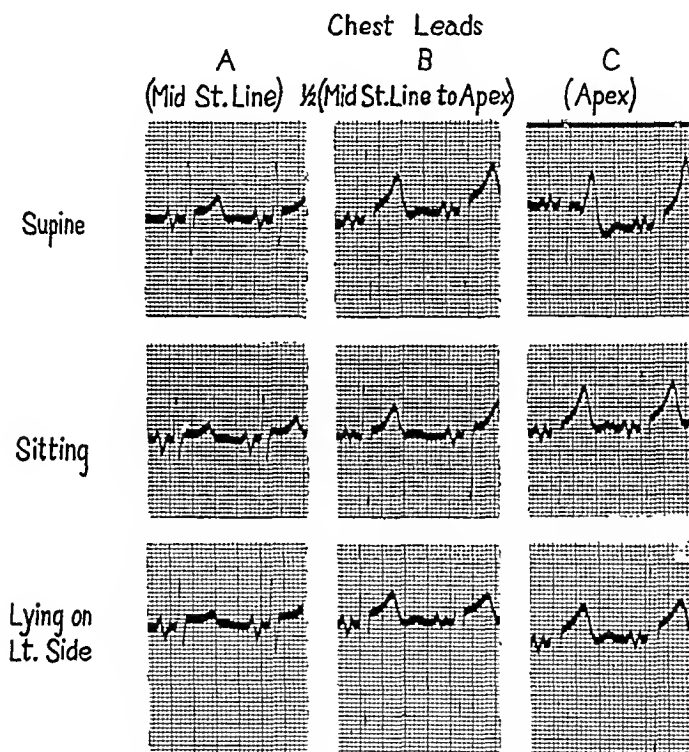 Chest Leads
A B C
(Mid St. Line) ½(Mid St. Line to Apex) (Apex)
Supine
Sitting
Lying on
Lt. Side